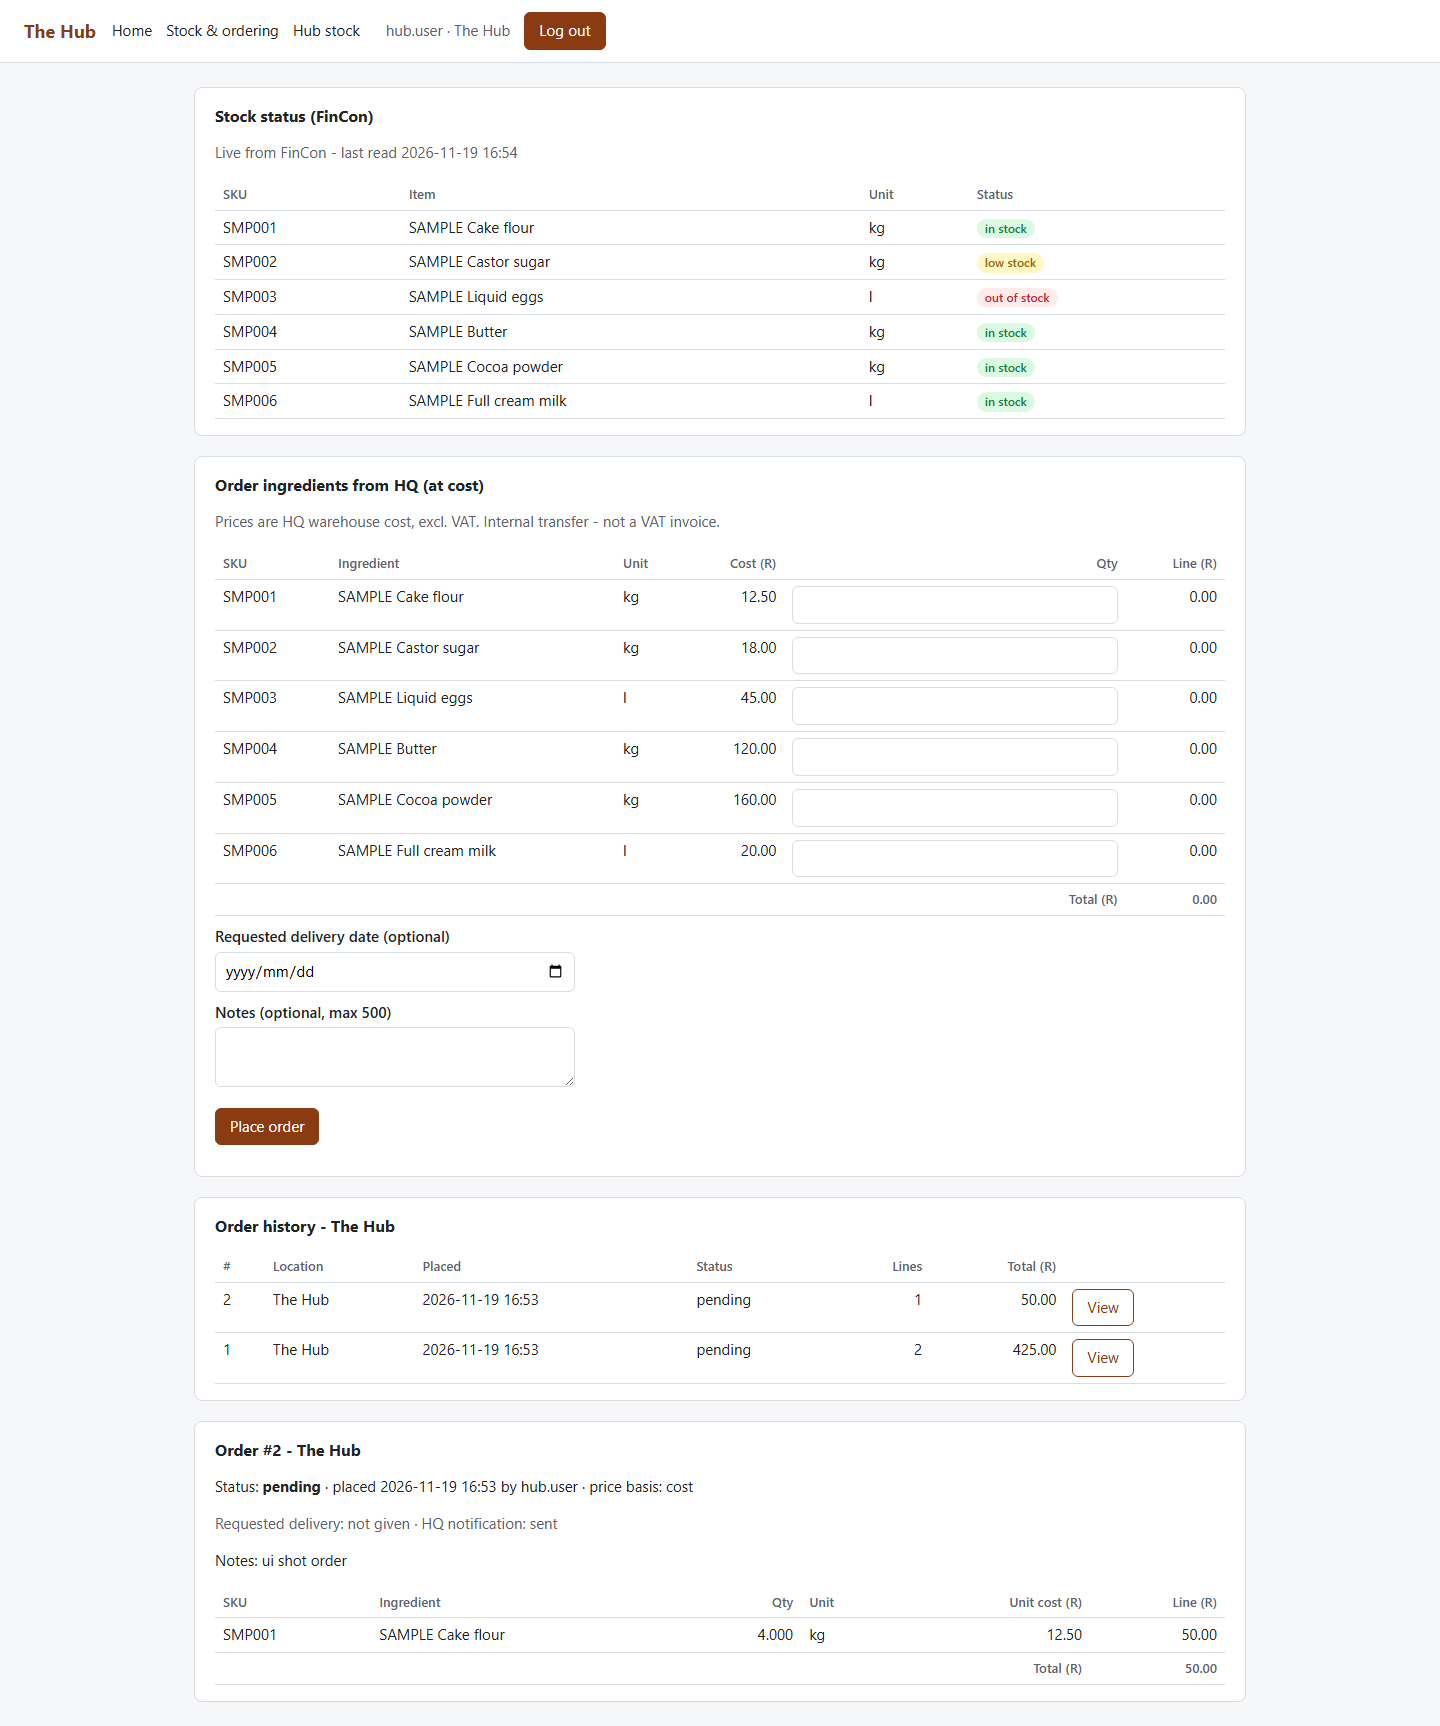 The Hub Home Stock & ordering Hub stock hub.user · The Hub Log out
Stock status (FinCon)
Live from FinCon - last read 2026-11-19 16:54
SKU Item Unit Status
SMP001 SAMPLE Cake flour kg in stock
SMP002 SAMPLE Castor sugar kg low stock
SMP003 SAMPLE Liquid eggs l out of stock
SMP004 SAMPLE Butter kg in stock
SMP005 SAMPLE Cocoa powder kg in stock
SMP006 SAMPLE Full cream milk l in stock
Order ingredients from HQ (at cost)
Prices are HQ warehouse cost, excl. VAT. Internal transfer - not a VAT invoice.
SKU Ingredient Unit Cost (R) Qty Line (R)
SMP001 SAMPLE Cake flour kg 12.50 0.00
SMP002 SAMPLE Castor sugar kg 18.00 0.00
SMP003 SAMPLE Liquid eggs l 45.00 0.00
SMP004 SAMPLE Butter kg 120.00 0.00
SMP005 SAMPLE Cocoa powder kg 160.00 0.00
SMP006 SAMPLE Full cream milk l 20.00 0.00
Total (R) 0.00
Requested delivery date (optional)
yyyy/mm/dd
Notes (optional, max 500)
Place order
Order history - The Hub
# Location Placed Status Lines Total (R)
2 The Hub 2026-11-19 16:53 pending 1 50.00 View
1 The Hub 2026-11-19 16:53 pending 2 425.00 View
Order #2 - The Hub
Status: pending · placed 2026-11-19 16:53 by hub.user · price basis: cost
Requested delivery: not given · HQ notification: sent
Notes: ui shot order
SKU Ingredient Qty Unit Unit cost (R) Line (R)
SMP001 SAMPLE Cake flour 4.000 kg 12.50 50.00
Total (R) 50.00